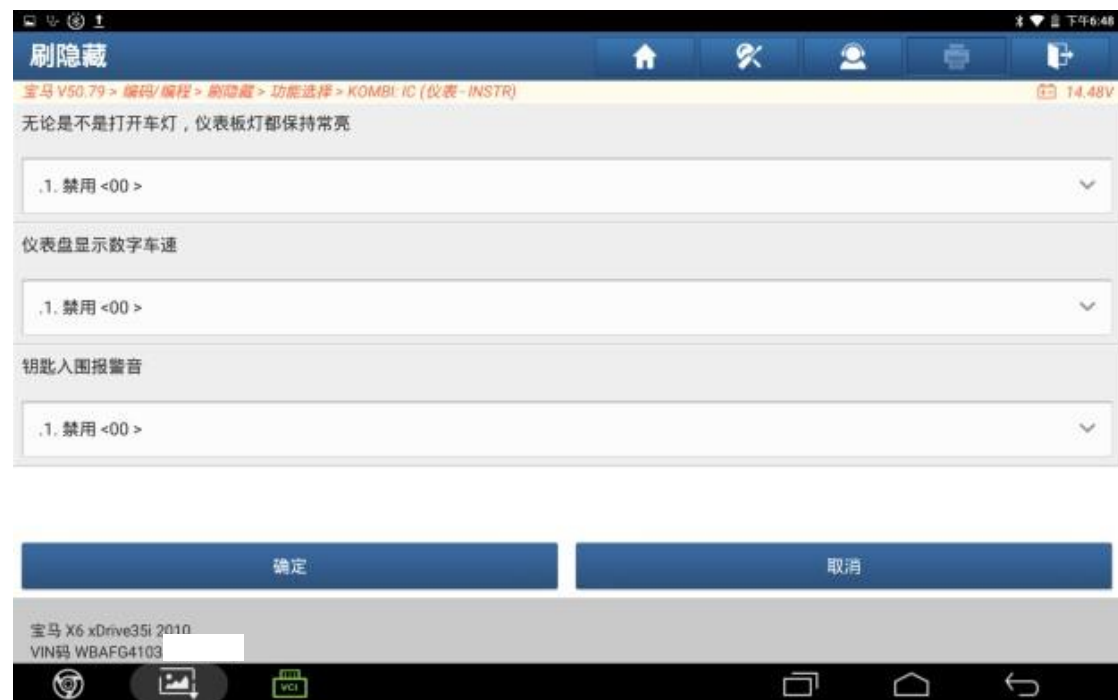 下午6:48
刷隐藏
宝马 V50.79 > 编码/编程 > 刷隐藏 > 功能选择 > KOMBI: IC (仪表 - INSTR)
14.48V
无论是不是打开车灯，仪表板灯都保持常亮
.1. 禁用 <00 >
仪表盘显示数字车速
.1. 禁用 <00 >
钥匙入围报警音
.1. 禁用 <00 >
确定
取消
宝马 X6 xDrive35i 2010
VIN码 WBAFG4103
VCI